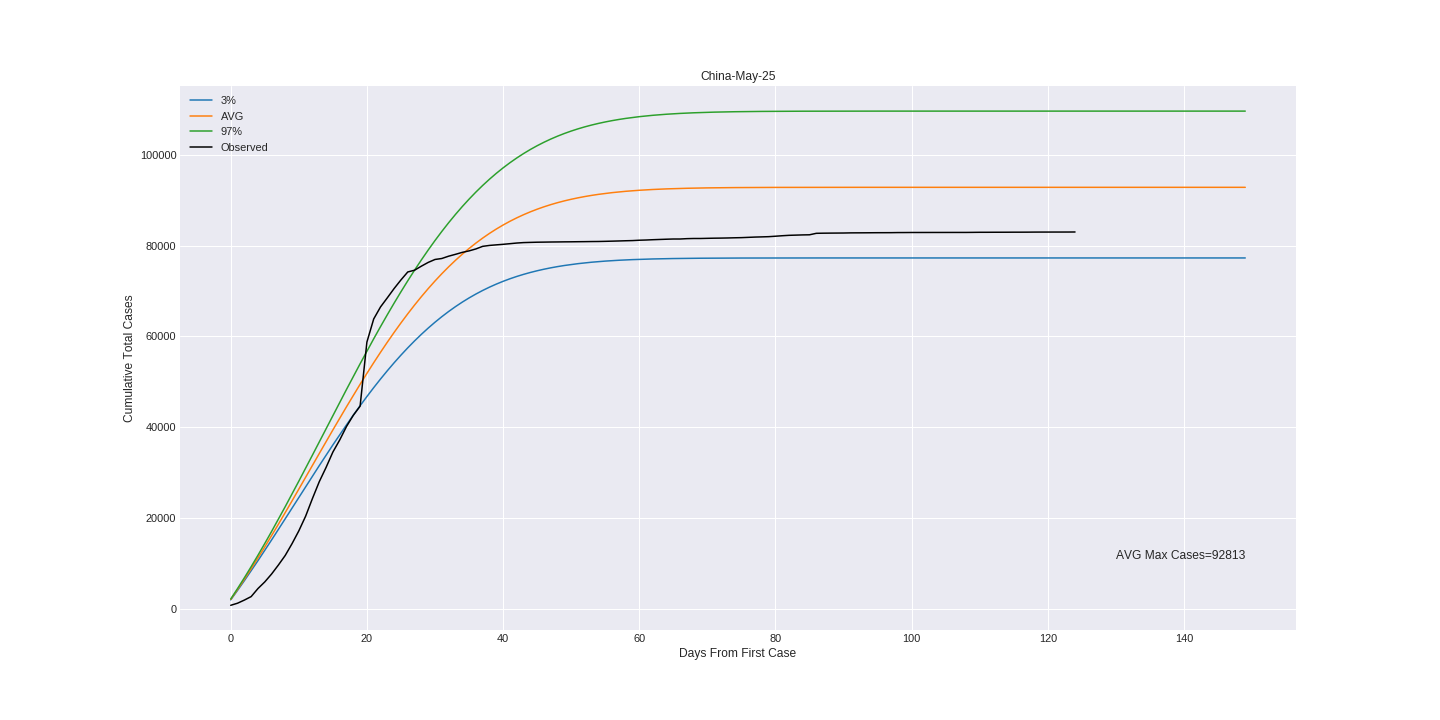 China-May-25
3%
AVG
97%
Observed
100000
80000
60000
40000
20000
0
Cumulative Total Cases
AVG Max Cases=92813
0 20 40 60 80 100 120 140
Days From First Case